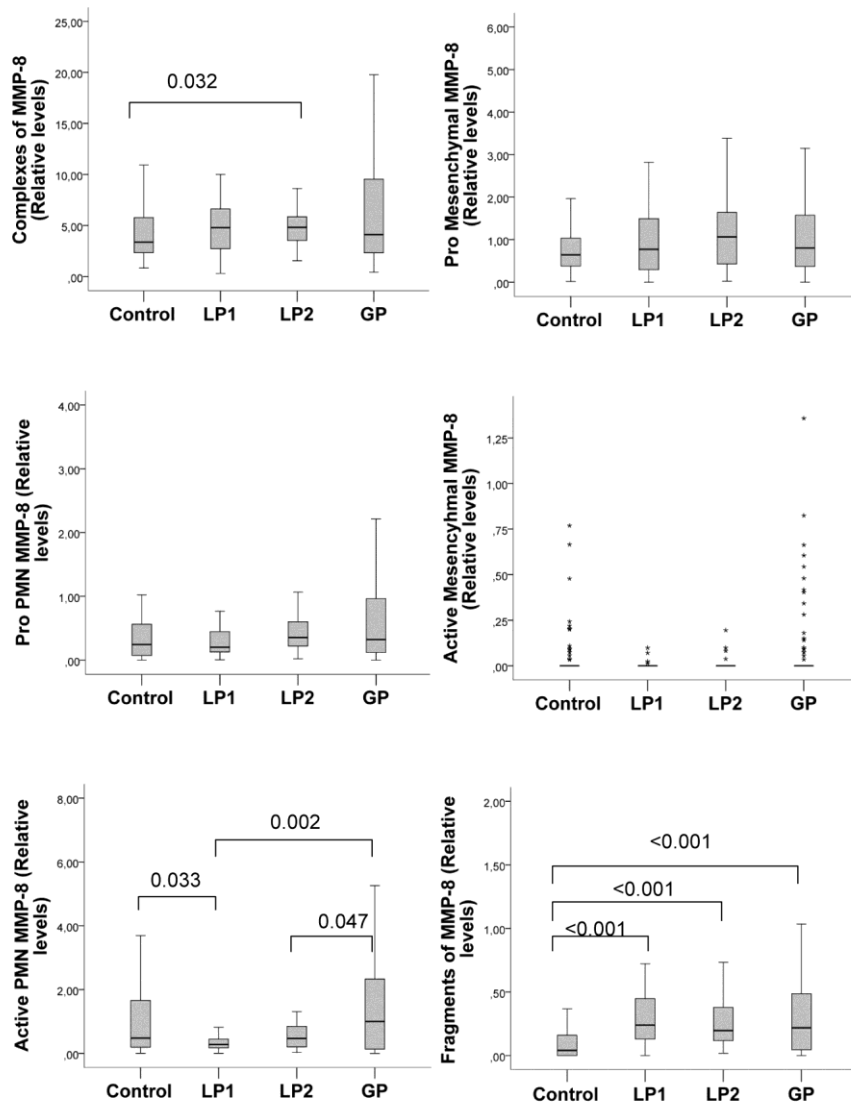 Complexes of MMP-8
(Relative levels)
25,00
20,00
15,00
10,00
5,00
,00
0.032
Control LP1 LP2 GP
Pro Mesenchymal MMP-8
(Relative levels)
6,00
4,00
3,00
2,00
1,00
,00
Control LP1 LP2 GP
Pro PMN MMP-8 (Relative
levels)
4,00
3,00
2,00
1,00
,00
Control LP1 LP2 GP
Active Mesencyhmal MMP-8
(Relative levels)
1,25
1,00
,75
,50
,25
,00
Control LP1 LP2 GP
Active PMN MMP-8 (Relative
levels)
8,00
6,00
4,00
2,00
,00
0.002
0.033
0.047
Control LP1 LP2 GP
Fragments of MMP-8 (Relative
levels)
2,00
1,50
1,00
,50
,00
<0.001
<0.001
<0.001
Control LP1 LP2 GP